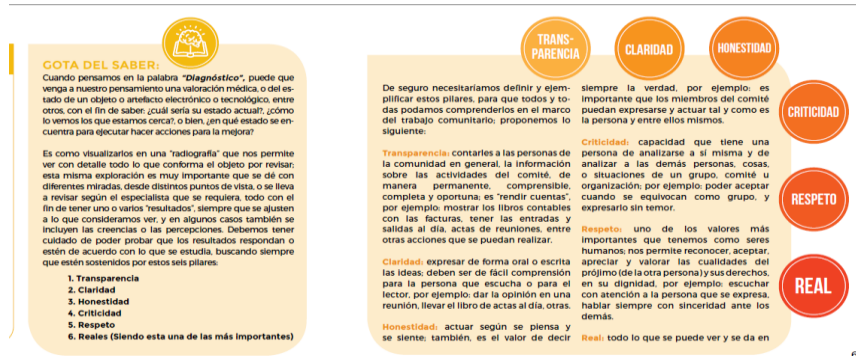 GOTA DEL SABER:
Cuando pensamos en la palabra "Diagnóstico", puede que
venga a nuestro pensamiento una valoración médica, o del es-
tado de un objeto o artefacto electrónico o tecnológico, entre
otros, con el fin de saber: ¿cuál sería su estado actual?, ¿cómo
lo vemos los que estamos cerca?, o bien, ¿en qué estado se en-
cuentra para ejecutar hacer acciones para la mejora?
Es como visualizarlos en una "radiografía" que nos permite
ver con detalle todo lo que conforma el objeto por revisar;
esta misma exploración es muy importante que se dé con
diferentes miradas, desde distintos puntos de vista, o se lleva
a revisar según el especialista que se requiera, todo con el
fin de tener uno o varios "resultados", siempre que se ajusten
a lo que consideramos ver, y en algunos casos también se
incluyen las creencias o las percepciones. Debemos tener
cuidado de poder probar que los resultados respondan o
estén de acuerdo con lo que se estudia, buscando siempre
que estén sostenidos por estos seis pilares:
1. Transparencia
2. Claridad
3. Honestidad
4. Criticidad
5. Respeto
6. Reales (Siendo esta una de las más importantes)
TRANS-
PARENCIA
CLARIDAD
HONESTIDAD
CRITICIDAD
RESPETO
REAL
De seguro necesitaríamos definir y ejem-
plificar estos pilares, para que todos y to-
das podamos comprenderlos en el marco
del trabajo comunitario; proponemos lo
siguiente:
Transparencia: contarles a las personas de
la comunidad en general, la información
sobre las actividades del comité, de
manera permanente, comprensible,
completa y oportuna; es "rendir cuentas",
por ejemplo: mostrar los libros contables
con las facturas, tener las entradas y
salidas al día, actas de reuniones, entre
otras acciones que se puedan realizar.
Claridad: expresar de forma oral o escrita
las ideas; deben ser de fácil comprensión
para la persona que escucha o para el
lector, por ejemplo: dar la opinión en una
reunión, llevar el libro de actas al día, otras.
Honestidad: actuar según se piensa y
se siente; también, es el valor de decir
siempre la verdad, por ejemplo: es
importante que los miembros del comité
puedan expresarse y actuar tal y como es
la persona y entre ellos mismos.
Criticidad: capacidad que tiene una
persona de analizarse a sí misma y de
analizar a las demás personas, cosas,
o situaciones de un grupo, comité u
organización; por ejemplo: poder aceptar
cuando se equivocan como grupo, y
expresarlo sin temor.
Respeto: uno de los valores más
importantes que tenemos como seres
humanos; nos permite reconocer, aceptar,
apreciar y valorar las cualidades del
prójimo (de la otra persona) y sus derechos,
en su dignidad, por ejemplo: escuchar
con atención a la persona que se expresa,
hablar siempre con sinceridad ante los
demás.
Real: todo lo que se puede ver y se da en